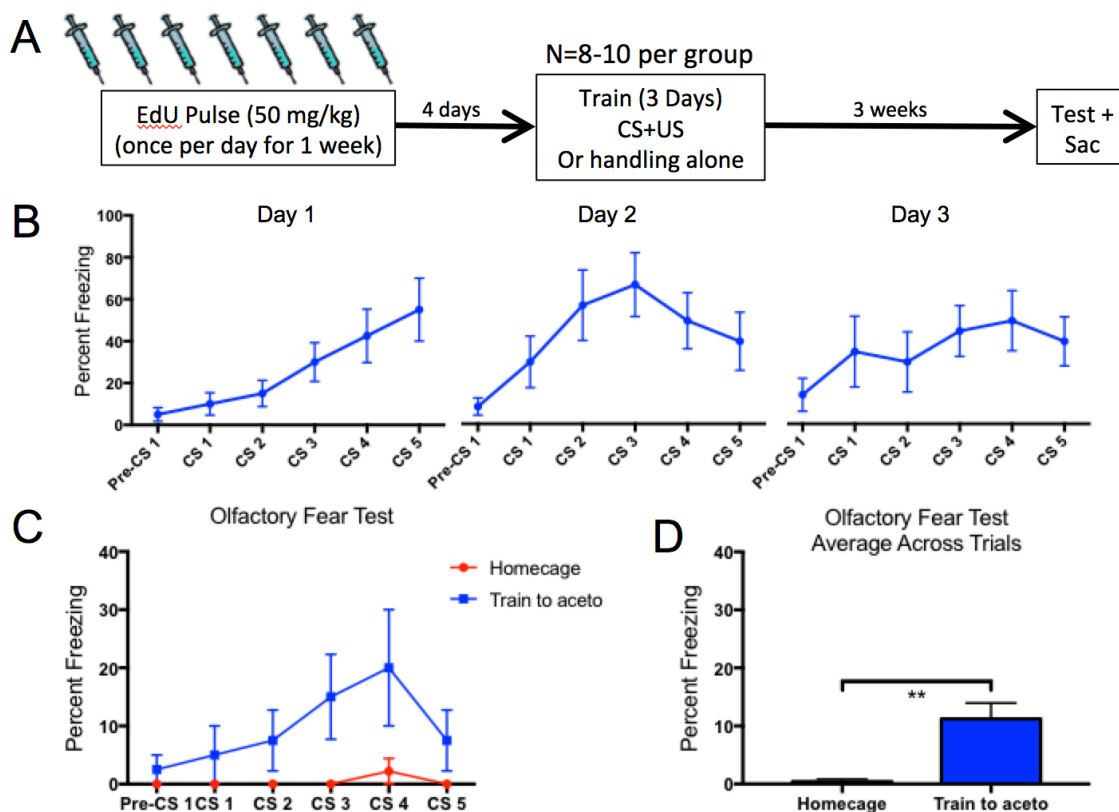 A
N=8-10 per group
EdU Pulse (50 mg/kg)
(once per day for 1 week)
4 days
Train (3 Days)
CS+US
Or handling alone
3 weeks
Test +
Sac
B
Day 1
Day 2
Day 3
Percent Freezing
100
80
60
40
20
0
Pre-CS 1
CS 1
CS 2
CS 3
CS 4
CS 5
Pre-CS 1
CS 1
CS 2
CS 3
CS 4
CS 5
Pre-CS 1
CS 1
CS 2
CS 3
CS 4
CS 5
C
Olfactory Fear Test
Percent Freezing
40
30
20
10
0
Homecage
Train to aceto
Pre-CS 1 CS 1 CS 2 CS 3 CS 4 CS 5
D
Olfactory Fear Test
Average Across Trials
Percent Freezing
40
30
20
10
0
**
Homecage Train to aceto